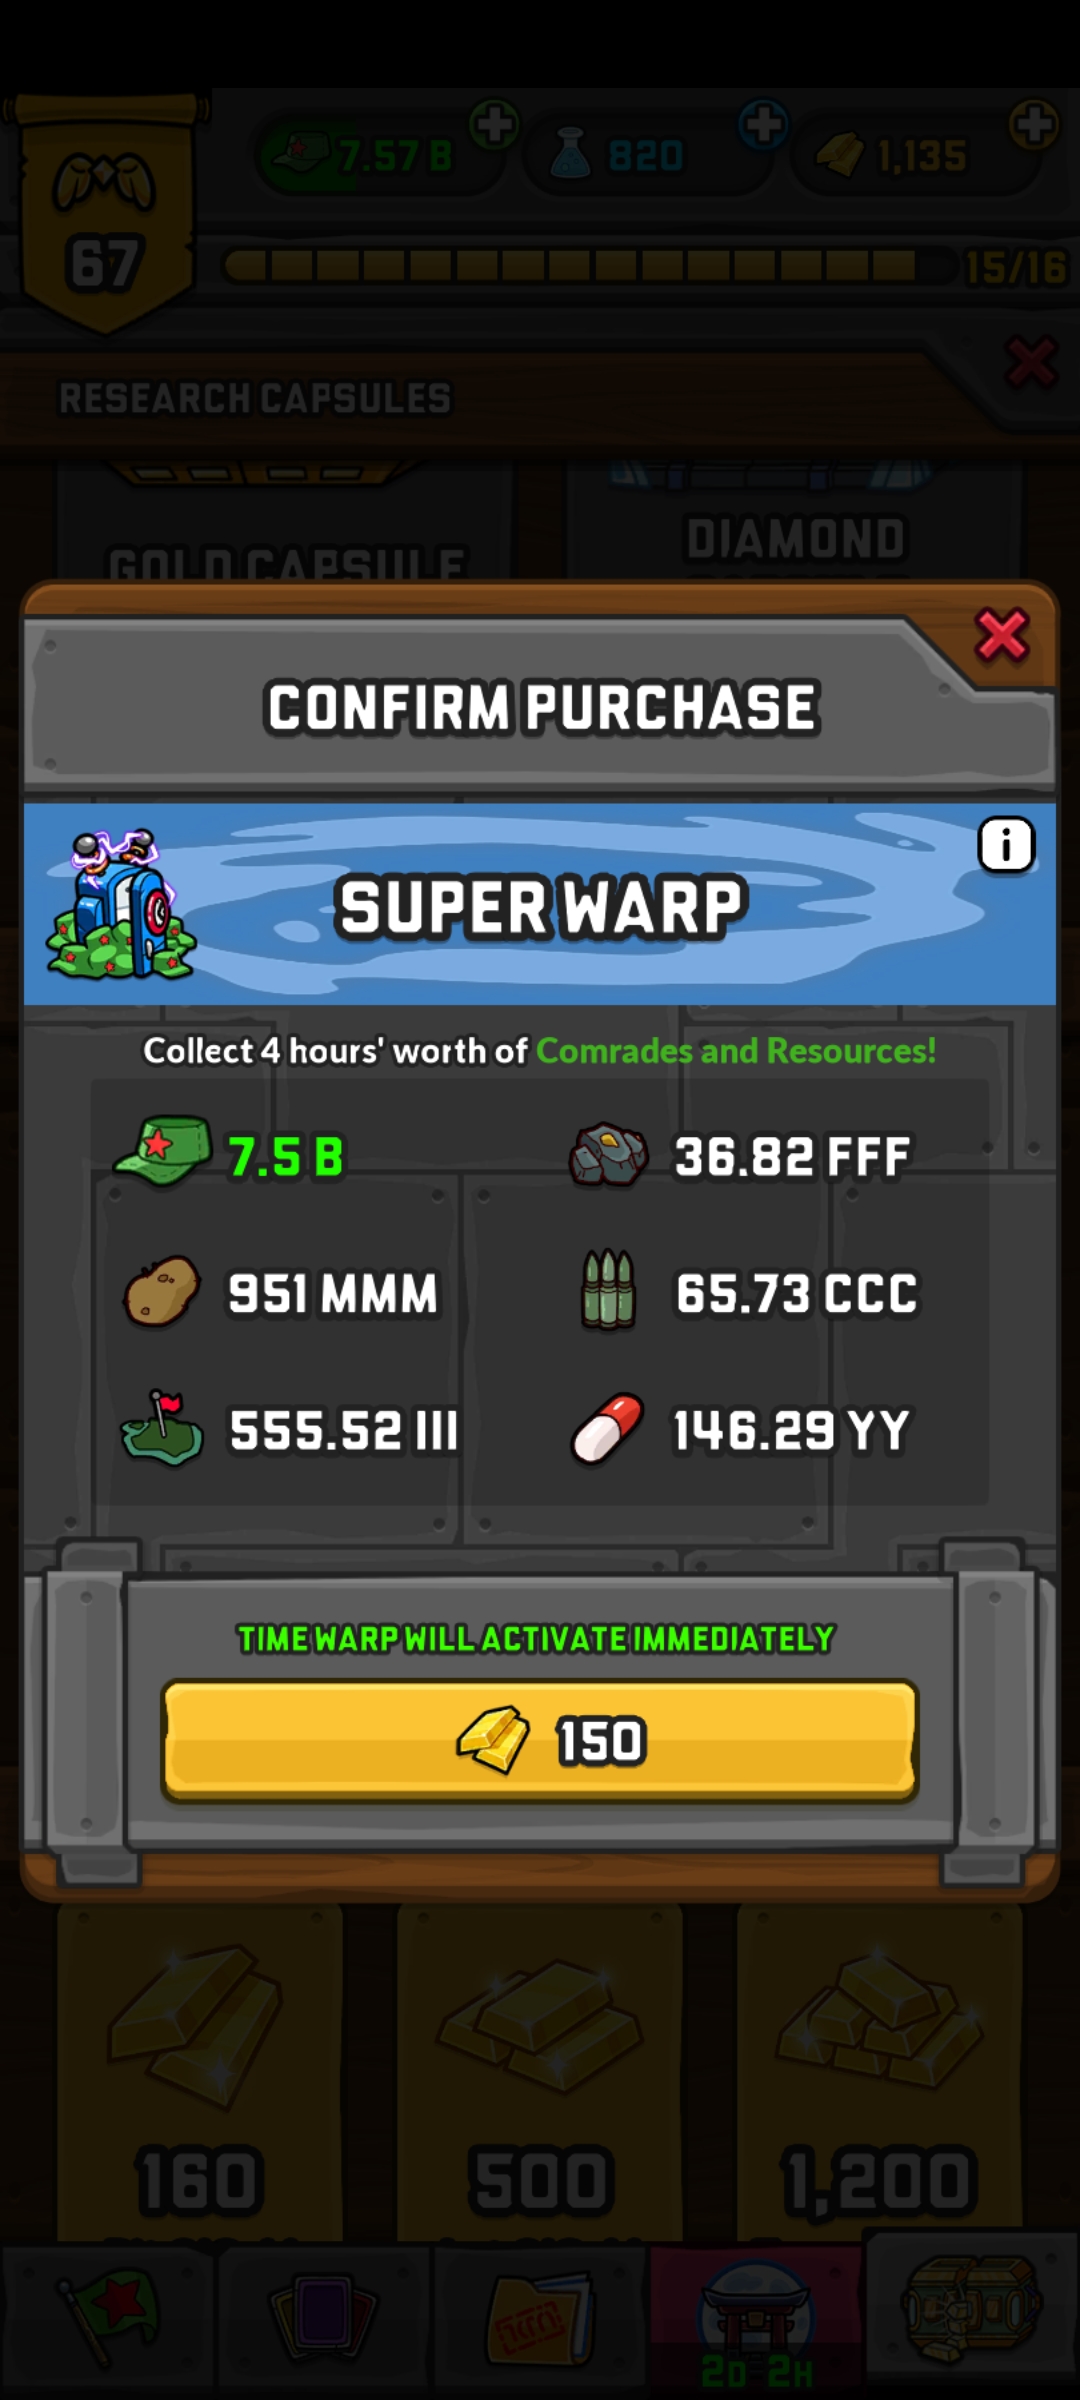 7.57 B
820
1,135
67
15/16
RESEARCH CAPSULES
GOLD CAPSULE
DIAMOND
CONFIRM PURCHASE
SUPER WARP
i
Collect 4 hours' worth of Comrades and Resources!
7.5 B
36.82 FFF
951 MMM
65.73 CCC
555.52 III
146.29 YY
TIME WARP WILL ACTIVATE IMMEDIATELY
150
160
500
1,200
2D 2H